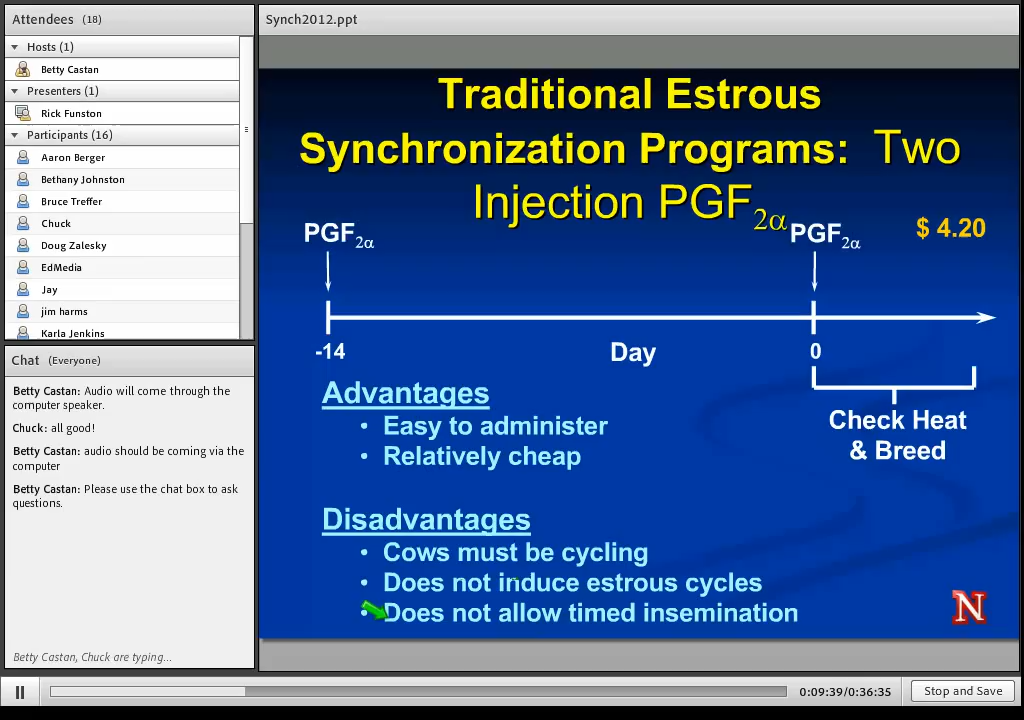 Attendees (18)
Hosts (1)
Betty Castan
Presenters (1)
Rick Funston
Participants (16)
Aaron Berger
Bethany Johnston
Bruce Treffer
Chuck
Doug Zalesky
EdMedia
Jay
jim harms
Karla Jenkins
Chat (Everyone)
Betty Castan: Audio will come through the
computer speaker.
Chuck: all good!
Betty Castan: audio should be coming via the
computer
Betty Castan: Please use the chat box to ask
questions.
Betty Castan, Chuck are typing...
Synch2012.ppt
Traditional Estrous
Synchronization Programs: Two
Injection PGF2α
PGF2α
PGF2α
$ 4.20
-14
Day
0
Check Heat
& Breed
Advantages
• Easy to administer
• Relatively cheap
Disadvantages
• Cows must be cycling
• Does not induce estrous cycles
• Does not allow timed insemination
N
0:09:39/0:36:35
Stop and Save